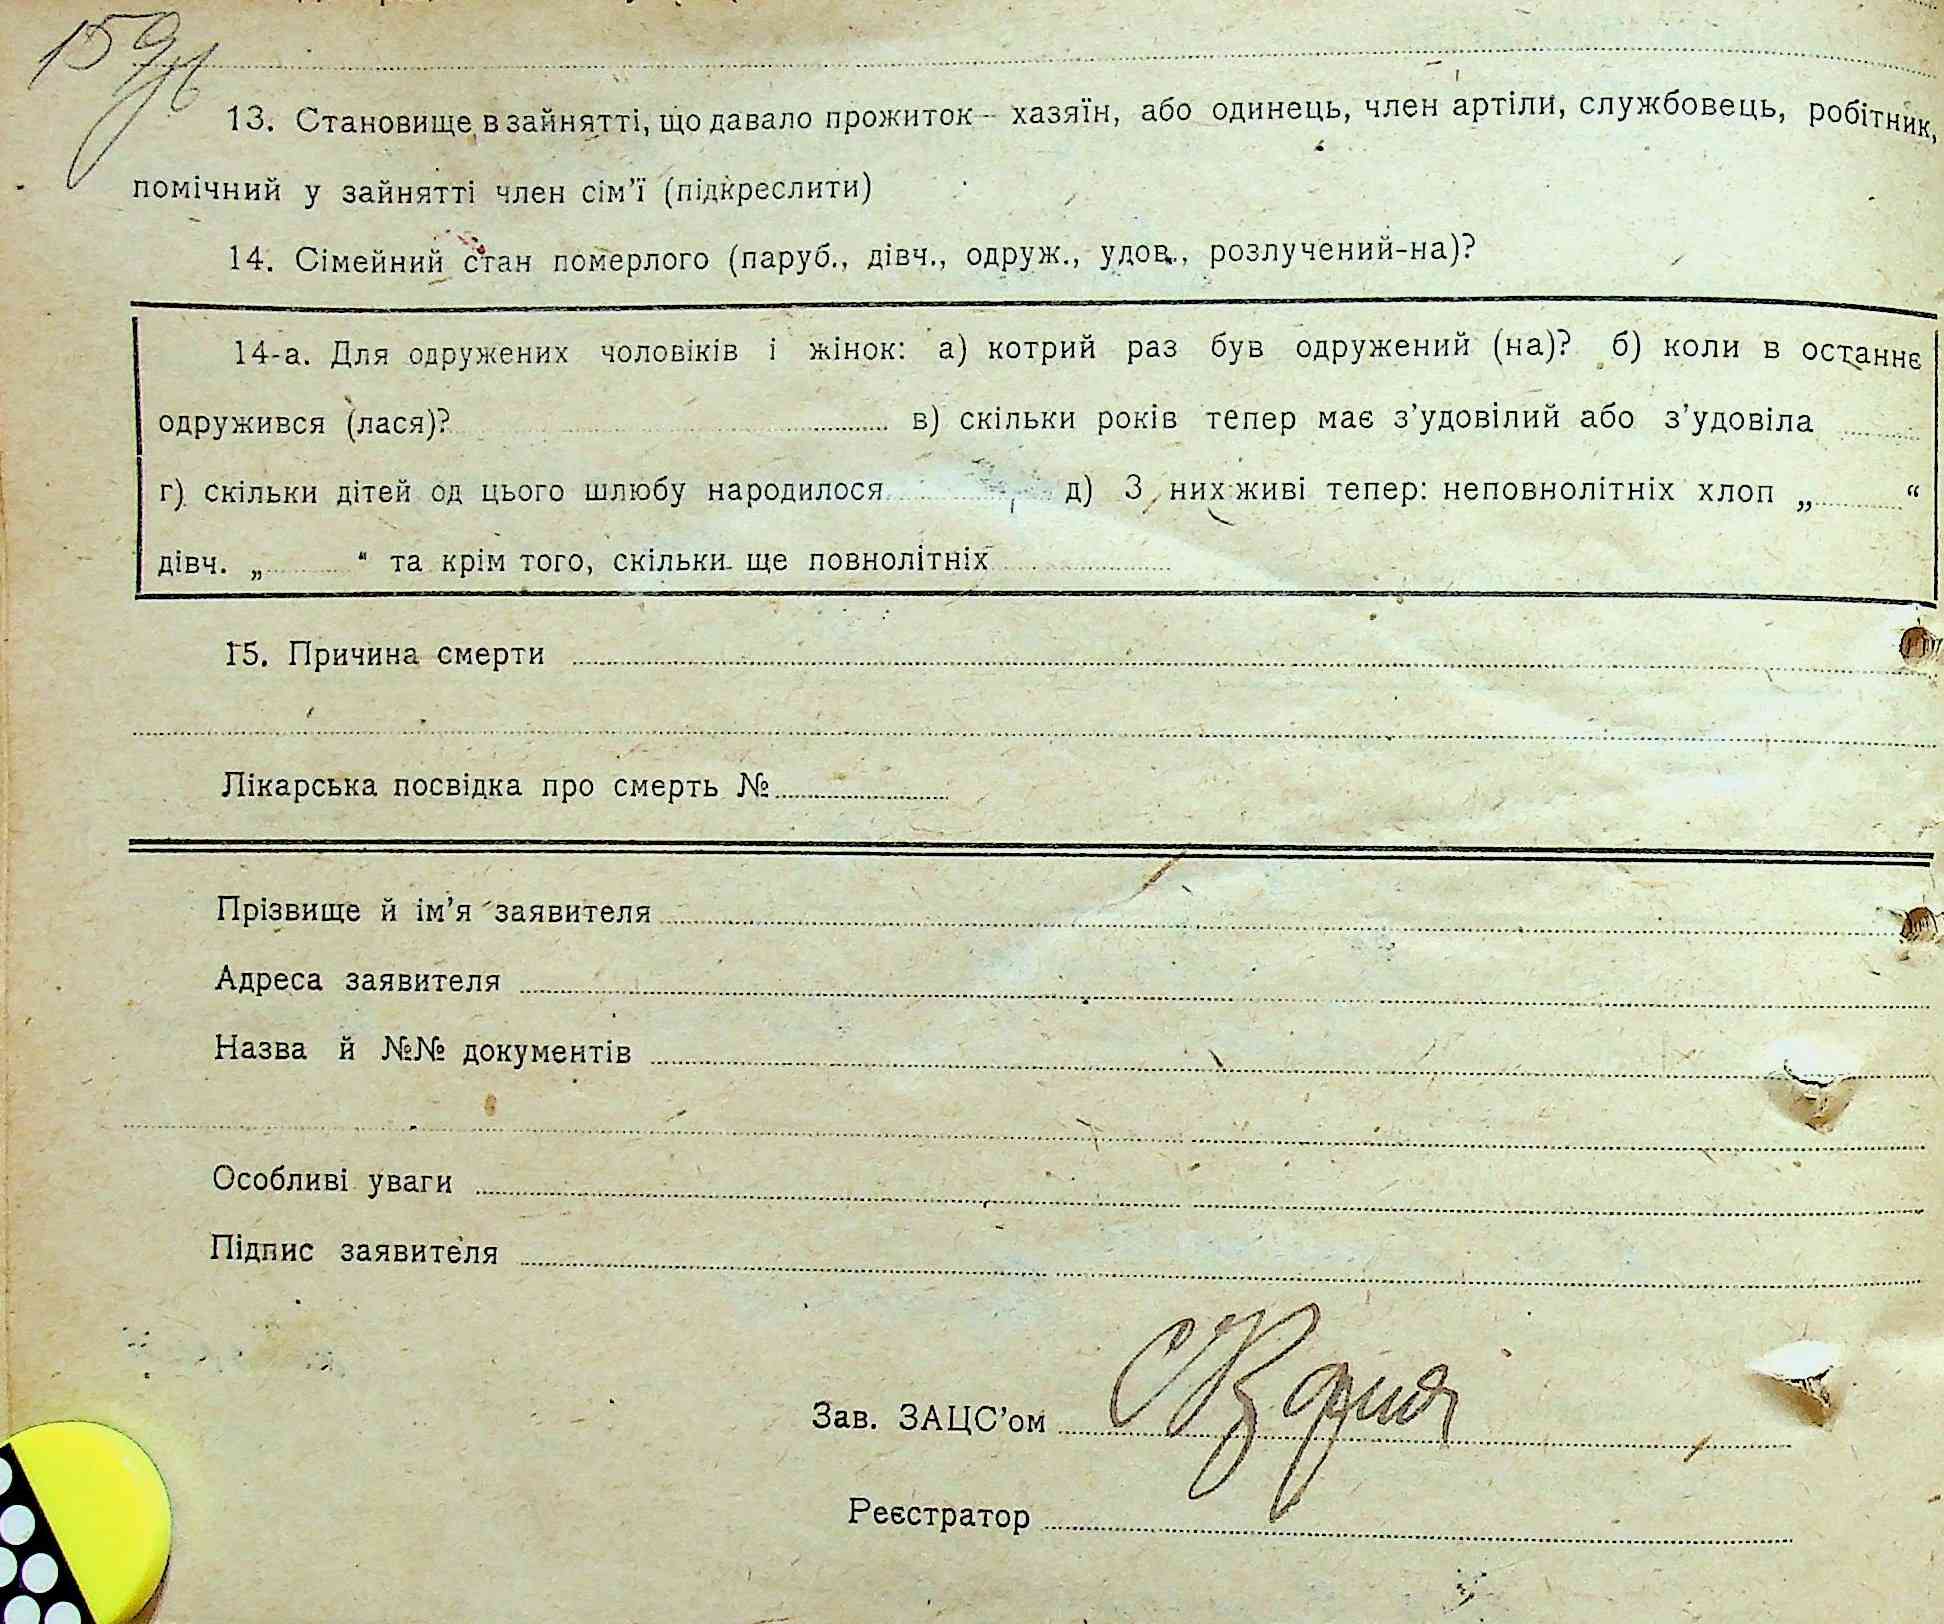 15
13. Становище в зайнятті, що давало прожиток — хазяїн, або одинець, член артіли, службовець, робітник,
помічний у зайнятті член сім’ї (підкреслити)
14. Сімейний стан померлого (паруб., дівч., одруж., удов., розлучений-на)?
14-а. Для одружених чоловіків і жінок: а) котрий раз був одружений (на)? б) коли в останнє
одружився (лася)? в) скільки років тепер має з’удовілий або з’удовіла
г) скільки дітей од цього шлюбу народилося д) З них живі тепер: неповнолітніх хлоп „ “
дівч. „ “ та крім того, скільки ще повнолітніх
15. Причина смерти
Лікарська посвідка про смерть №
Прізвище й ім’я заявителя
Адреса заявителя
Назва й №№ документів
Особливі уваги
Підпис заявителя
Зав. ЗАЦС’ом
Реєстратор